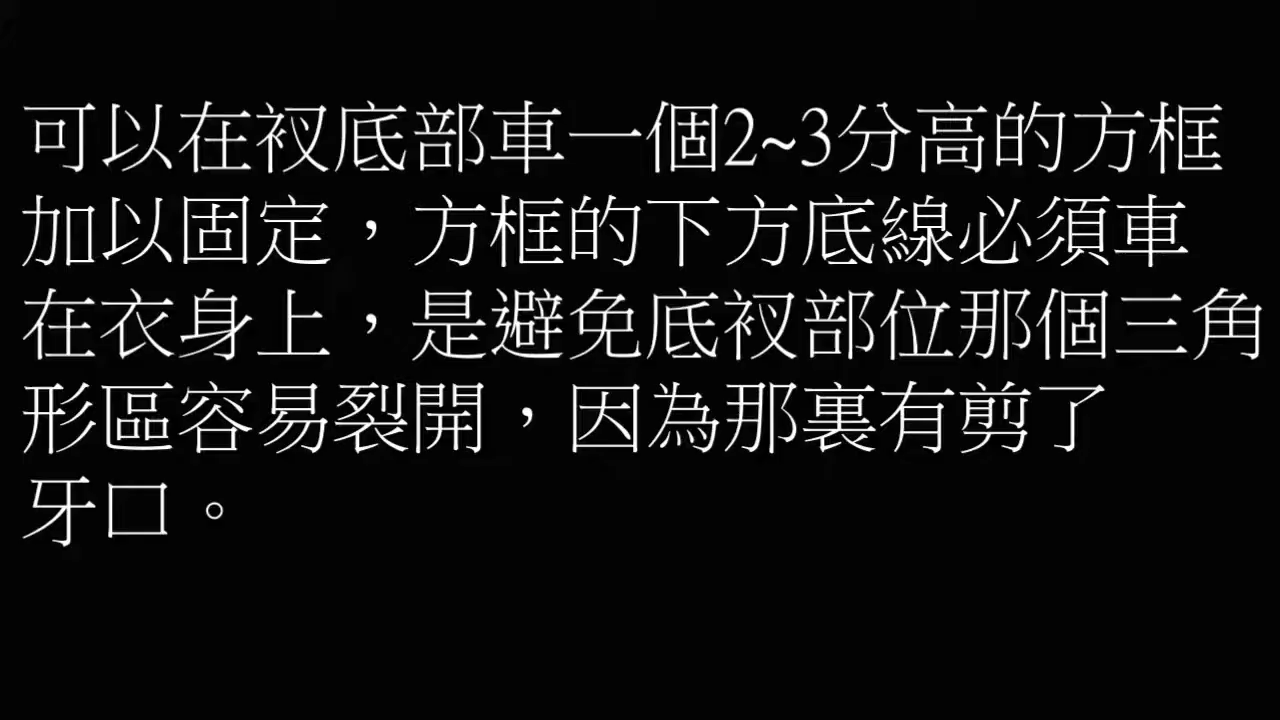 可以在衩底部車一個2~3分高的方框
加以固定，方框的下方底線必須車
在衣身上，是避免底衩部位那個三角
形區容易裂開，因為那裏有剪了
牙口。